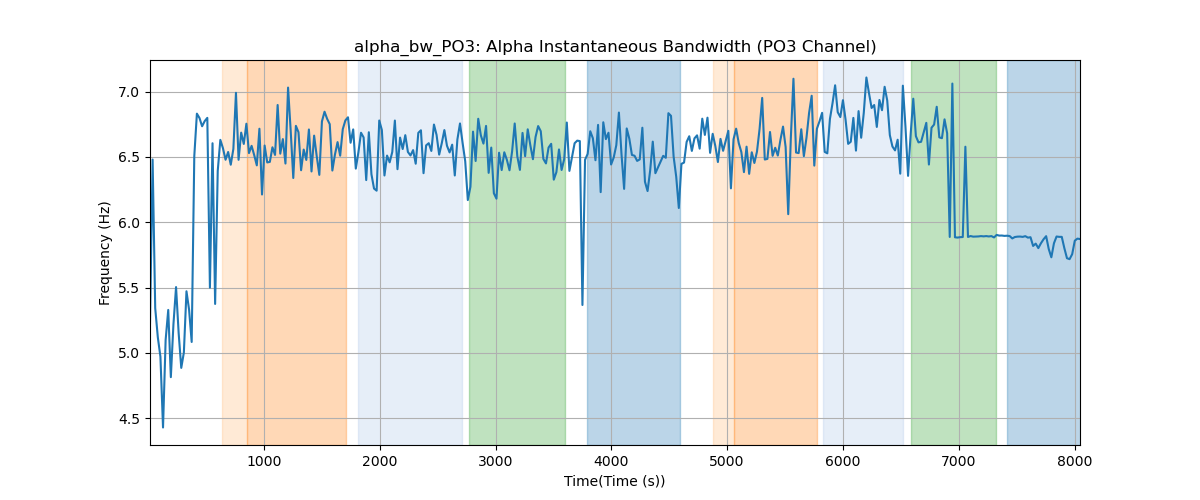 alpha_bw_PO3: Alpha Instantaneous Bandwidth (PO3 Channel)
Frequency (Hz)
7.0
6.5
6.0
5.5
5.0
4.5
1000 2000 3000 4000 5000 6000 7000 8000
Time(Time (s))